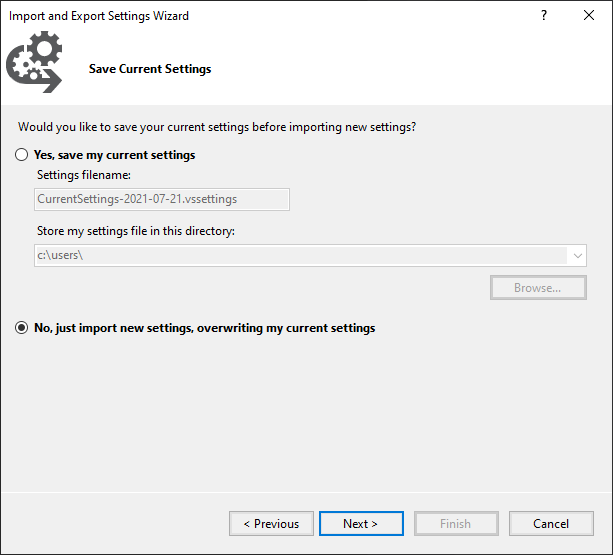 Import and Export Settings Wizard
?
Save Current Settings
Would you like to save your current settings before importing new settings?
Yes, save my current settings
Settings filename:
CurrentSettings-2021-07-21.vssettings
Store my settings file in this directory:
c:\users\
Browse...
No, just import new settings, overwriting my current settings
< Previous
Next >
Finish
Cancel